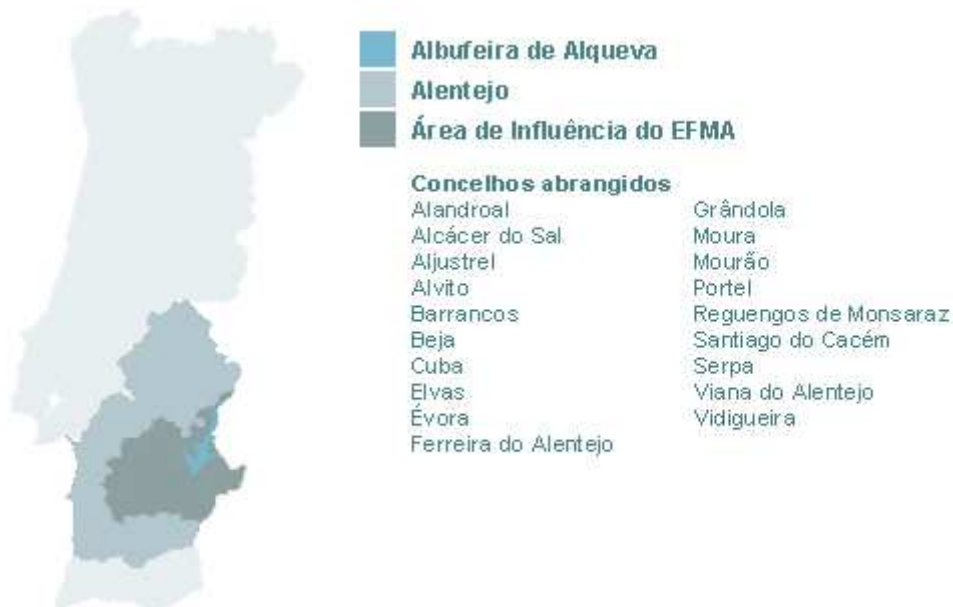 Albufeira de Alqueva
Alentejo
Área de Influência do EFMA
Concelhos abrangidos
Alandroal
Alcácer do Sal
Aljustrel
Alvito
Barrancos
Beja
Cuba
Elvas
Évora
Ferreira do Alentejo
Grândola
Moura
Mourão
Portel
Reguengos de Monsaraz
Santiago do Cacém
Serpa
Viana do Alentejo
Vidigueira